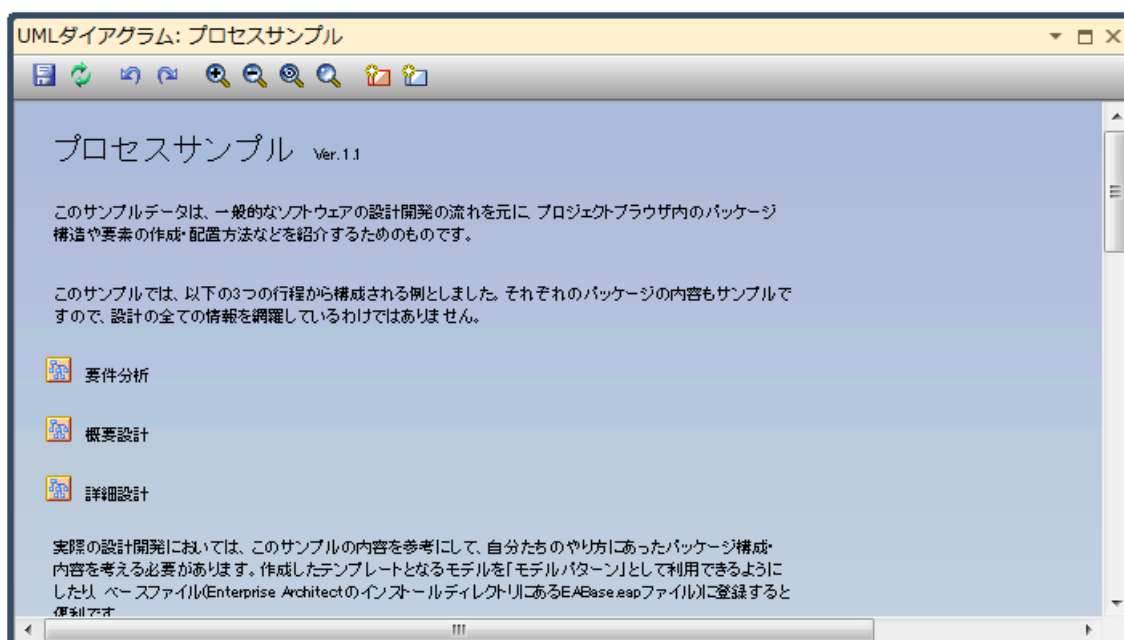 UMLダイアグラム: プロセスサンプル
プロセスサンプル Ver.1.1
このサンプルデータは、一般的なソフトウェアの設計開発の流れを元に、プロジェクトブラウザ内のパッケージ
構造や要素の作成・配置方法などを紹介するためのものです。
このサンプルでは、以下の3つの行程から構成される例としました。それぞれのパッケージの内容もサンプルで
すので、設計の全ての情報を網羅しているわけではありません。
要件分析
概要設計
詳細設計
実際の設計開発においては、このサンプルの内容を参考にして、自分たちのやり方にあったパッケージ構成・
内容を考える必要があります。作成したテンプレートとなるモデルを「モデルパターン」として利用できるように
したり、ベースファイル(Enterprise ArchitectのインストールディレクトリにあるEABase.eapファイル)に登録すると
便利です